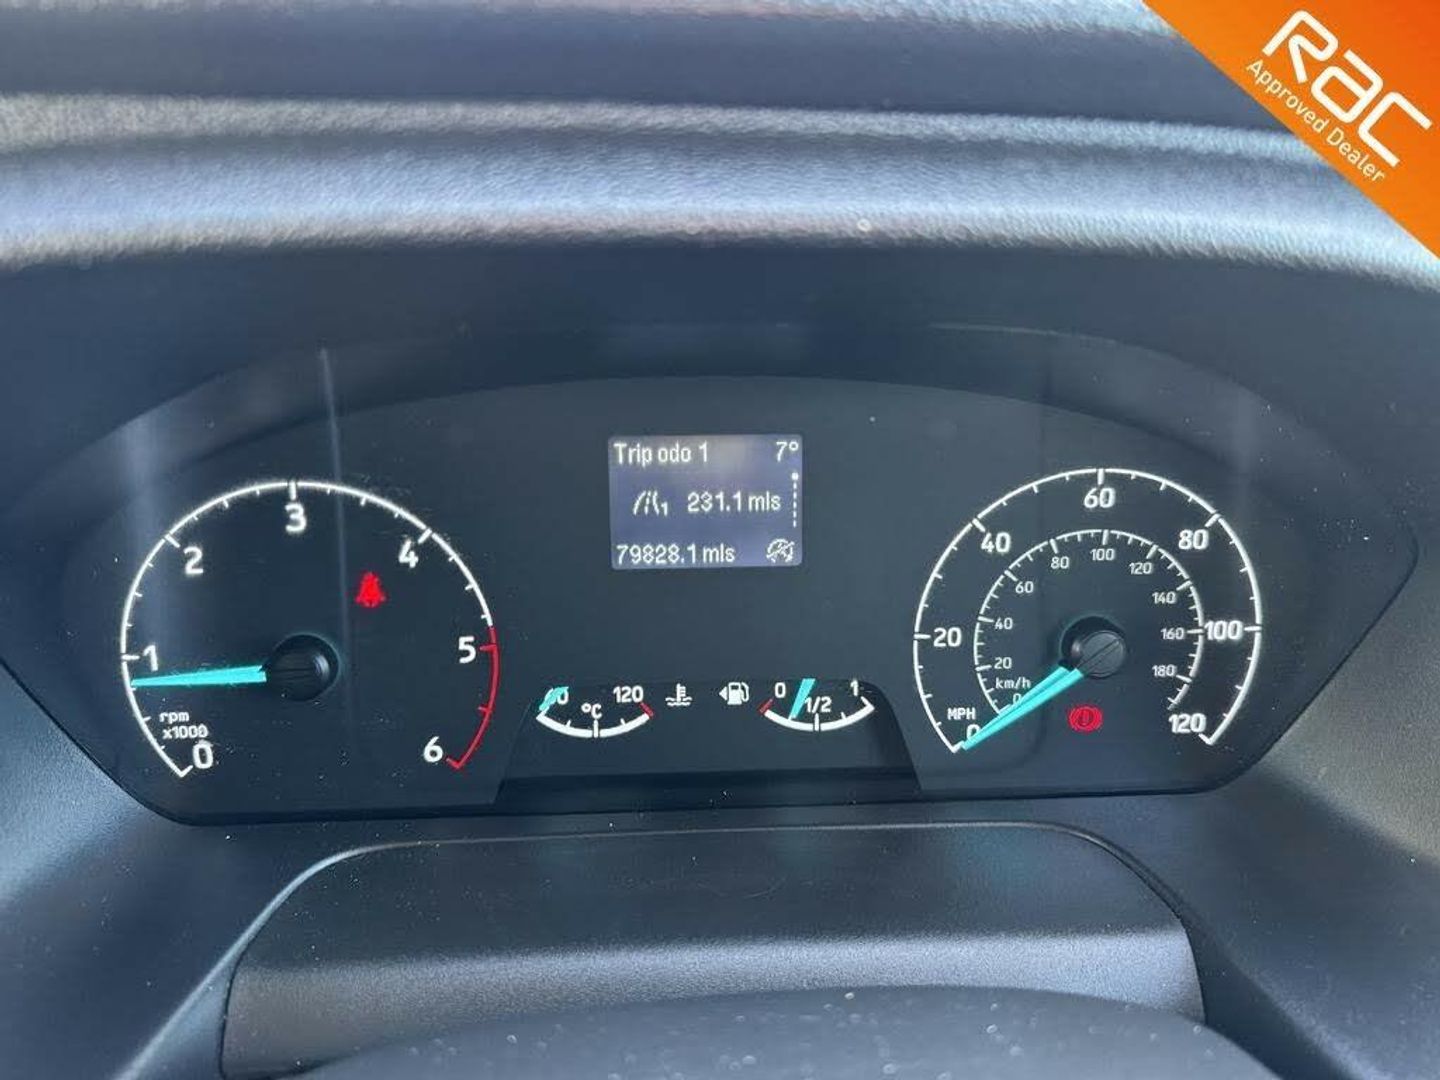 rac
Approved Dealer
Trip odo 1 7°
1 231.1 mls
79828.1 mls
0 1 2 3 4 5 6
rpm
x1000
120
°C
0 1/2 1
0 20 40 60 80 100 120
MPH
0 20 40 60 80 100 120 140 160 180
km/h